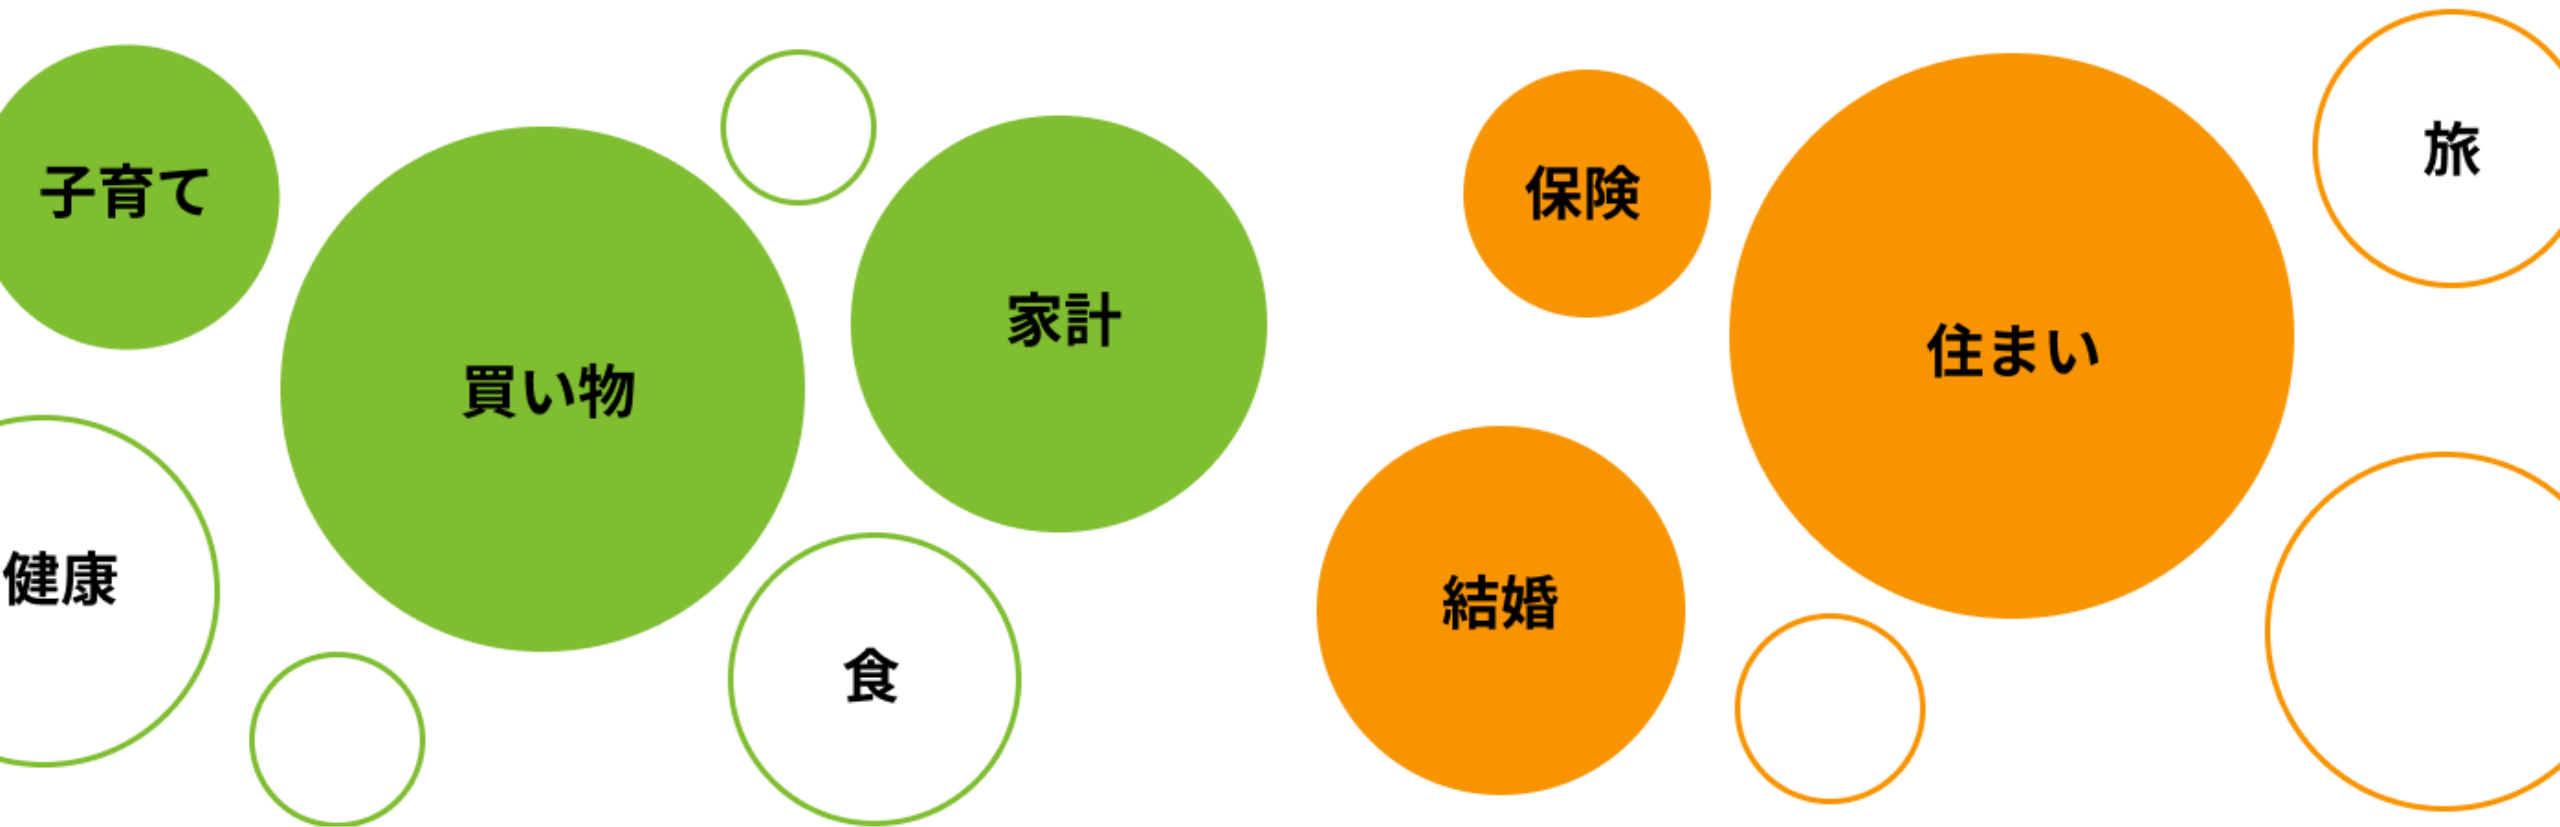 子育て
買い物
家計
健康
食
保険
住まい
旅
結婚